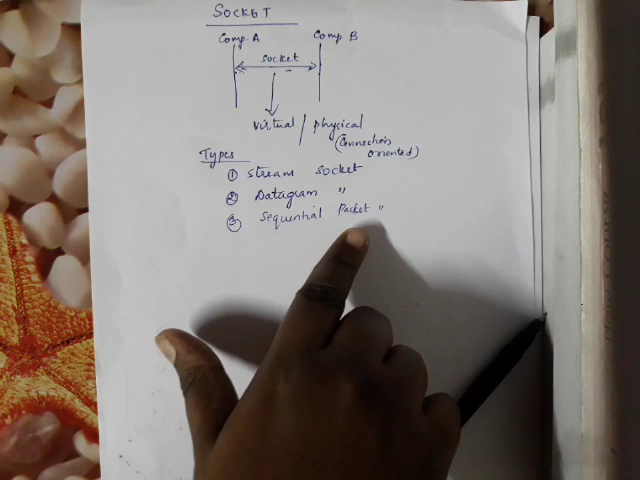 SOCKET
Comp. A Comp B
socket
Virtual / physical
(Connection
oriented)
Types
① Stream socket
② Datagram "
③ Sequential Packet "